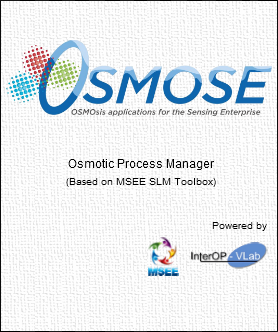 OSMOSE
OSMOsis applications for the Sensing Enterprise
Osmotic Process Manager
(Based on MSEE SLM Toolbox)
Powered by
MSEE
InterOP - VLab